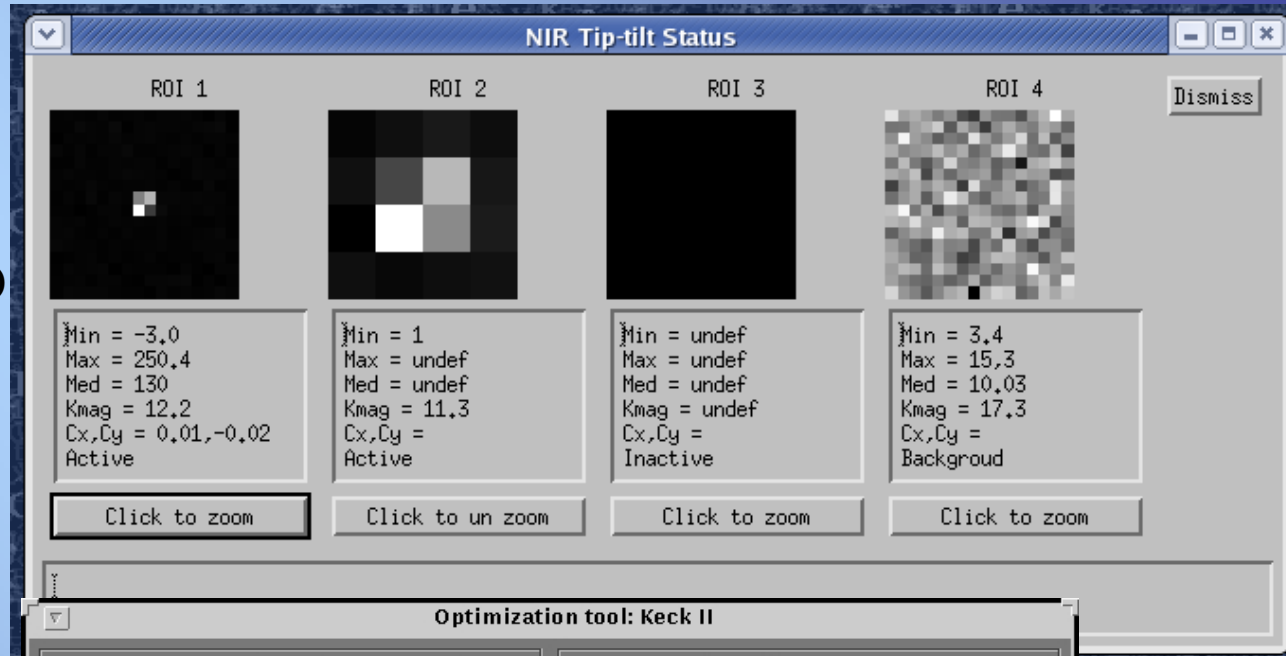 NIR Tip-tilt Status
ROI 1
ROI 2
ROI 3
ROI 4
Dismiss
Min = -3.0
Max = 250.4
Med = 130
Kmag = 12.2
Cx,Cy = 0.01,-0.02
Active
Min = 1
Max = undef
Med = undef
Kmag = 11.3
Cx,Cy =
Active
Min = undef
Max = undef
Med = undef
Kmag = undef
Cx,Cy =
Inactive
Min = 3.4
Max = 15.3
Med = 10.03
Kmag = 17.3
Cx,Cy =
Backgroud
Click to zoom
Click to un zoom
Click to zoom
Click to zoom
Optimization tool: Keck II